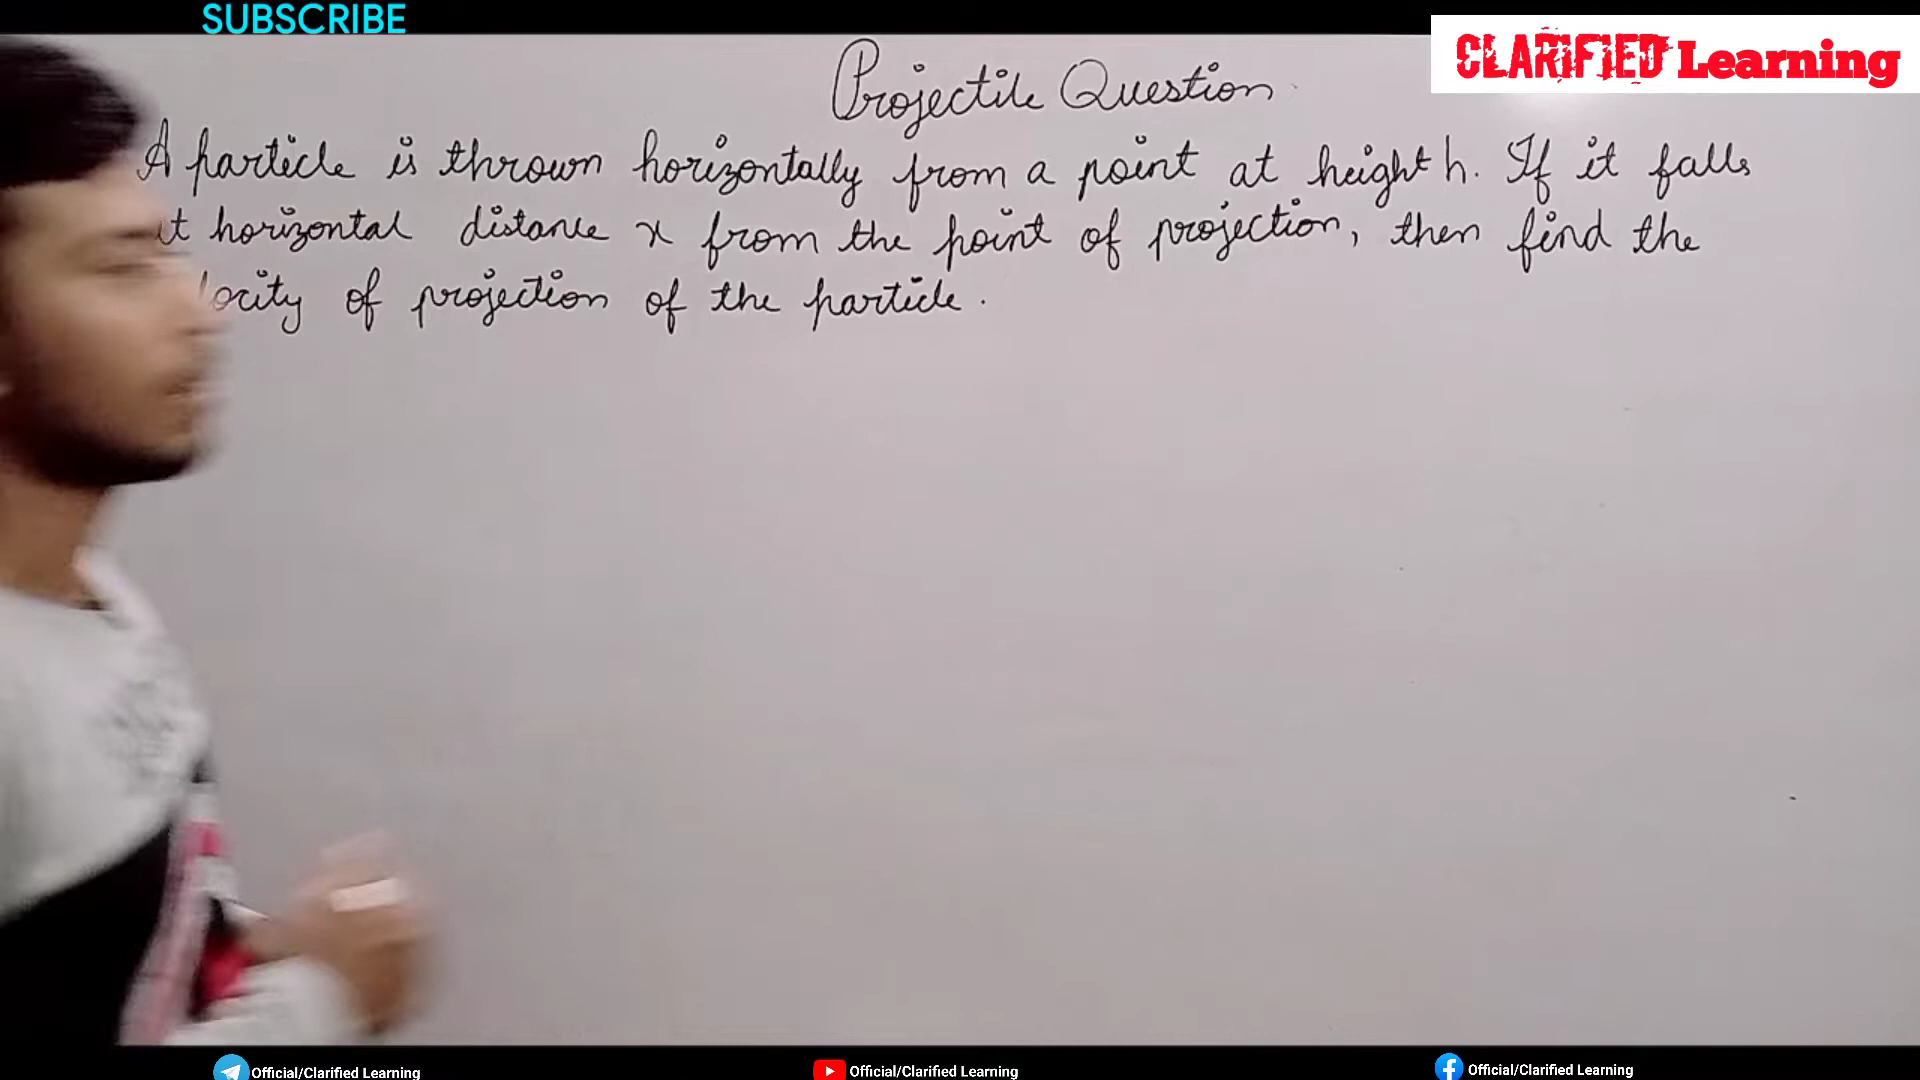 SUBSCRIBE
CLARIFIED Learning
Projectile Question
A particle is thrown horizontally from a point at height h. If it falls
horizontal distance x from the point of projection, then find the
of projection of the particle.
Official/Clarified Learning
Official/Clarified Learning
Official/Clarified Learning